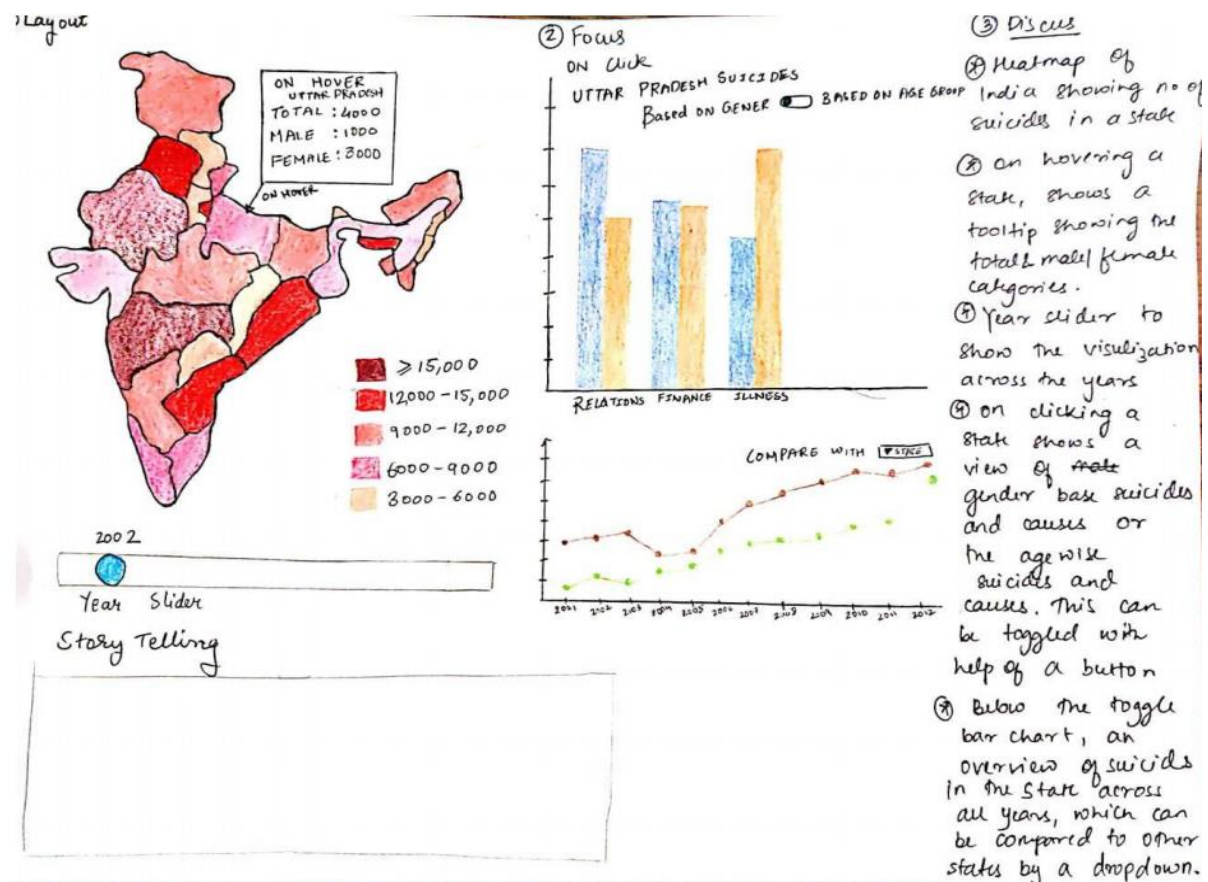 Layout
ON HOVER
UTTAR PRADESH
TOTAL : 4000
MALE : 1000
FEMALE : 3000
ON HOVER
≥ 15,000
12000 - 15,000
9000 - 12,000
6000 - 9000
3000 - 6000
2002
Year Slider
Story Telling
② Focus
ON Click
UTTAR PRADESH SUICIDES
Based on GENER BASED ON AGE GROUP
RELATIONS FINANCE ILLNESS
COMPARE WITH ▼STATE
2001 2002 2003 2004 2005 2006 2007 2008 2009 2010 2011 2012
③ Discus
* Heatmap of
India showing no of
suicides in a state
* on hovering a
state, shows a
tooltip showing the
total & male/female
categories.
* Year slider to
show the visulization
across the years
* on clicking a
state shows a
view of male
gender base suicides
and causes or
the agewise
suicides and
causes. This can
be toggled with
help of a button
* Below the toggle
bar chart, an
overview of suicids
in the state across
all years, which can
be compared to other
states by a dropdown.